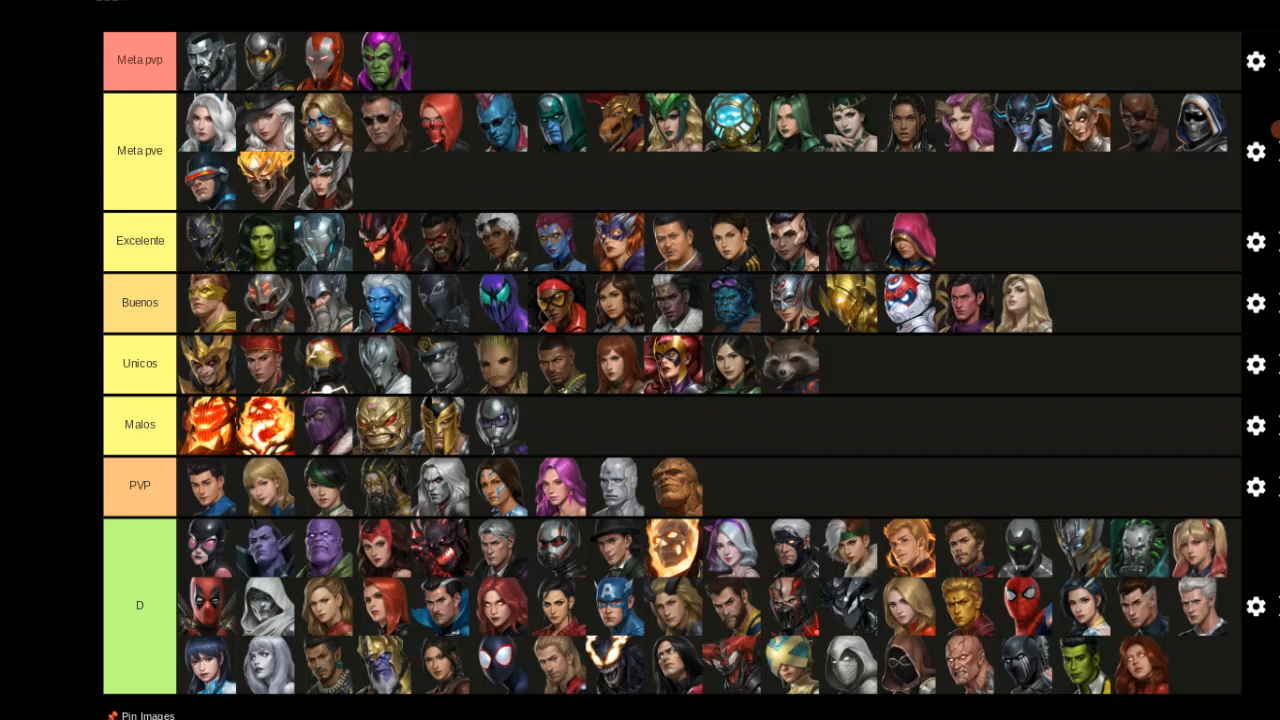 Meta pvp
Meta pve
Excelente
Buenos
Unicos
Malos
PVP
D
📌 Pin Images